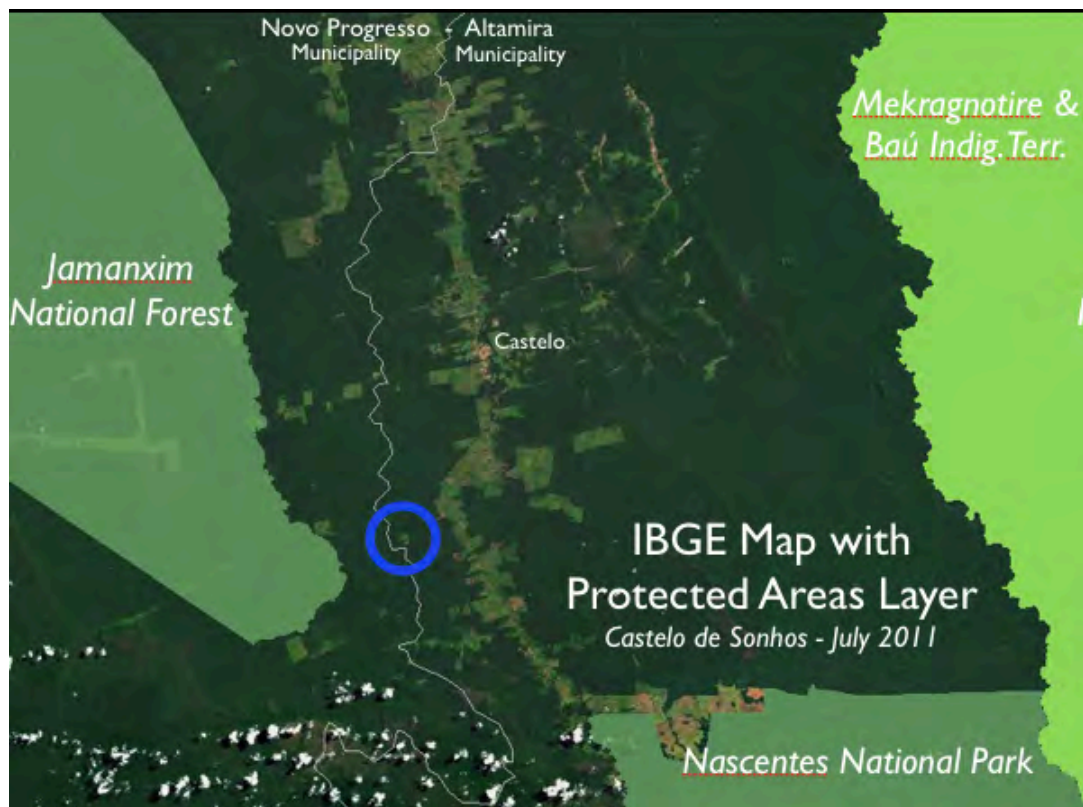 Novo Progresso - Altamira
Municipality Municipality
Mekragnotire &
Baú Indig. Terr.
Jamanxim
National Forest
Castelo
IBGE Map with
Protected Areas Layer
Castelo de Sonhos - July 2011
Nascentes National Park